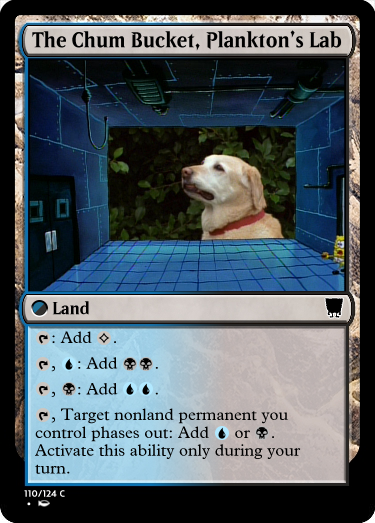 The Chum Bucket, Plankton's Lab
Land
: Add .
, : Add .
, : Add .
, Target nonland permanent you
control phases out: Add or .
Activate this ability only during your
turn.
110/124 C